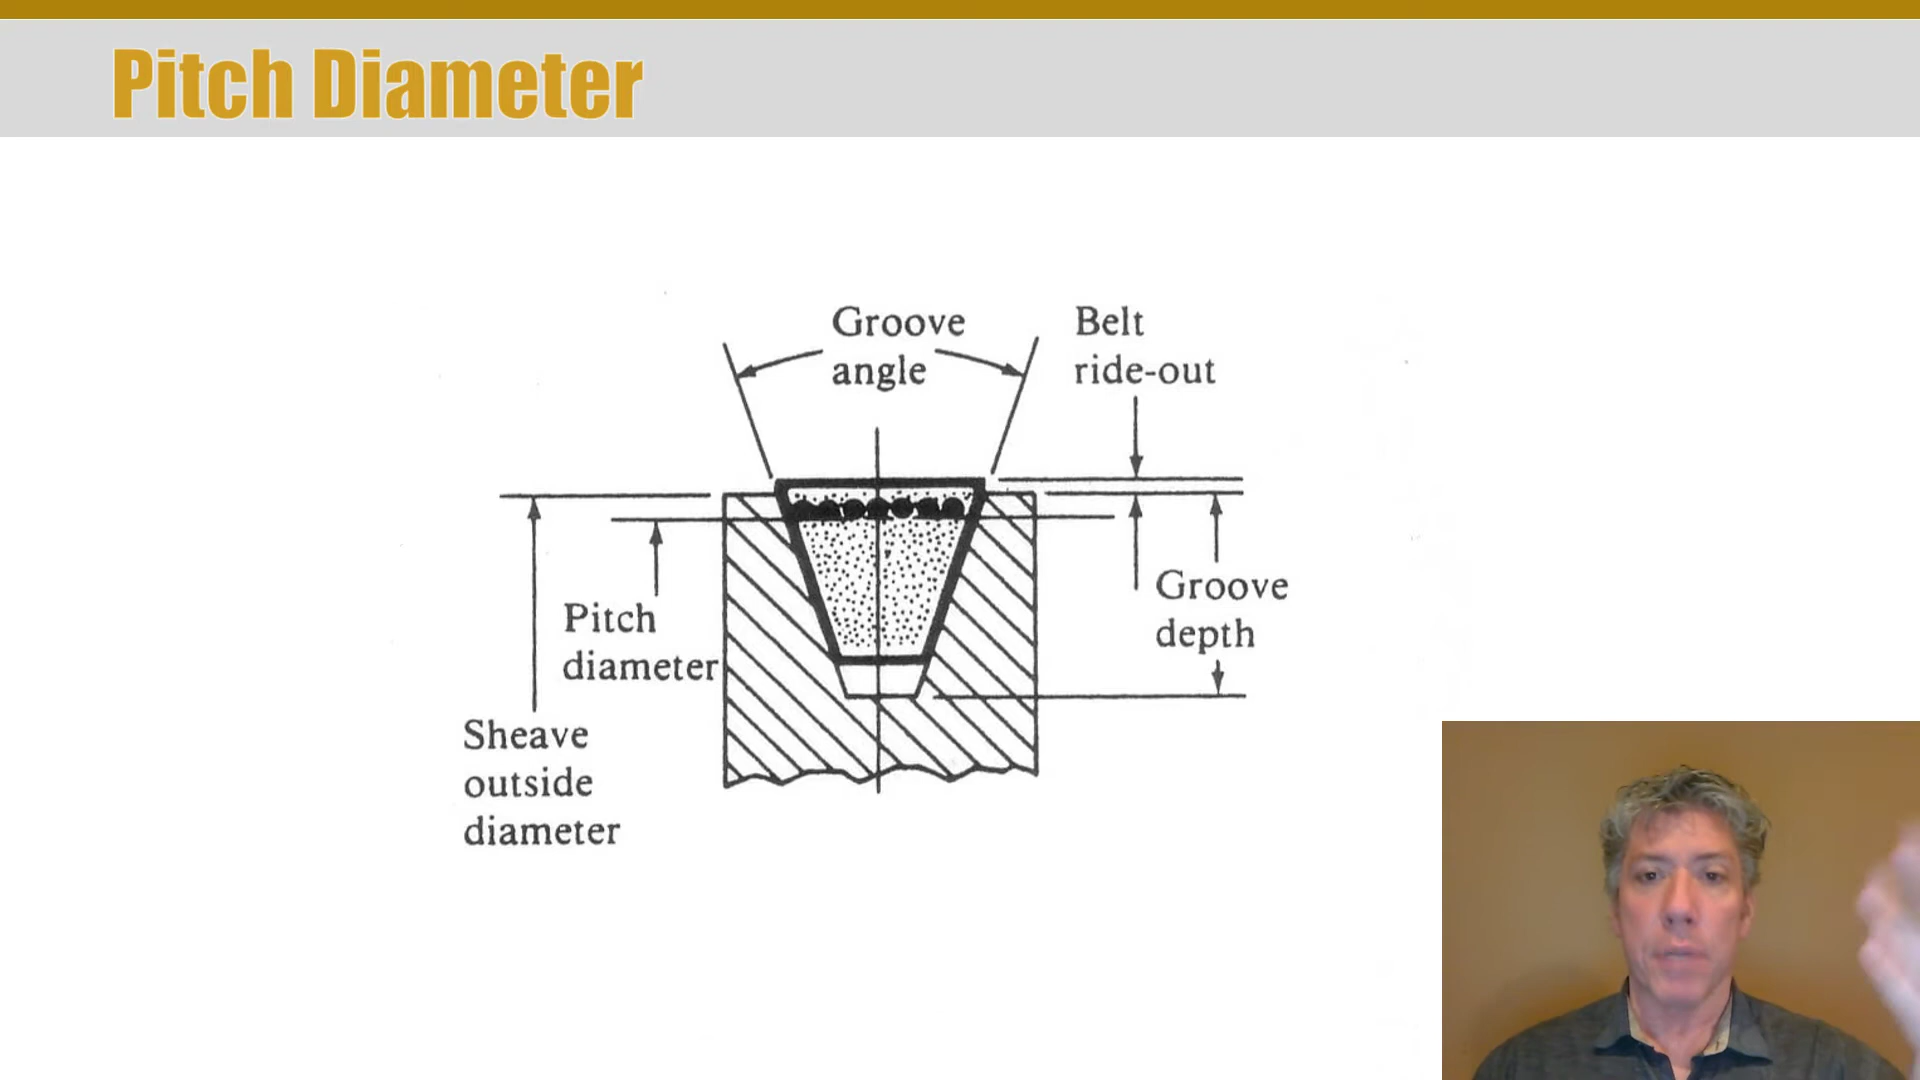 Pitch Diameter
Groove
angle
Belt
ride-out
Pitch
diameter
Groove
depth
Sheave
outside
diameter